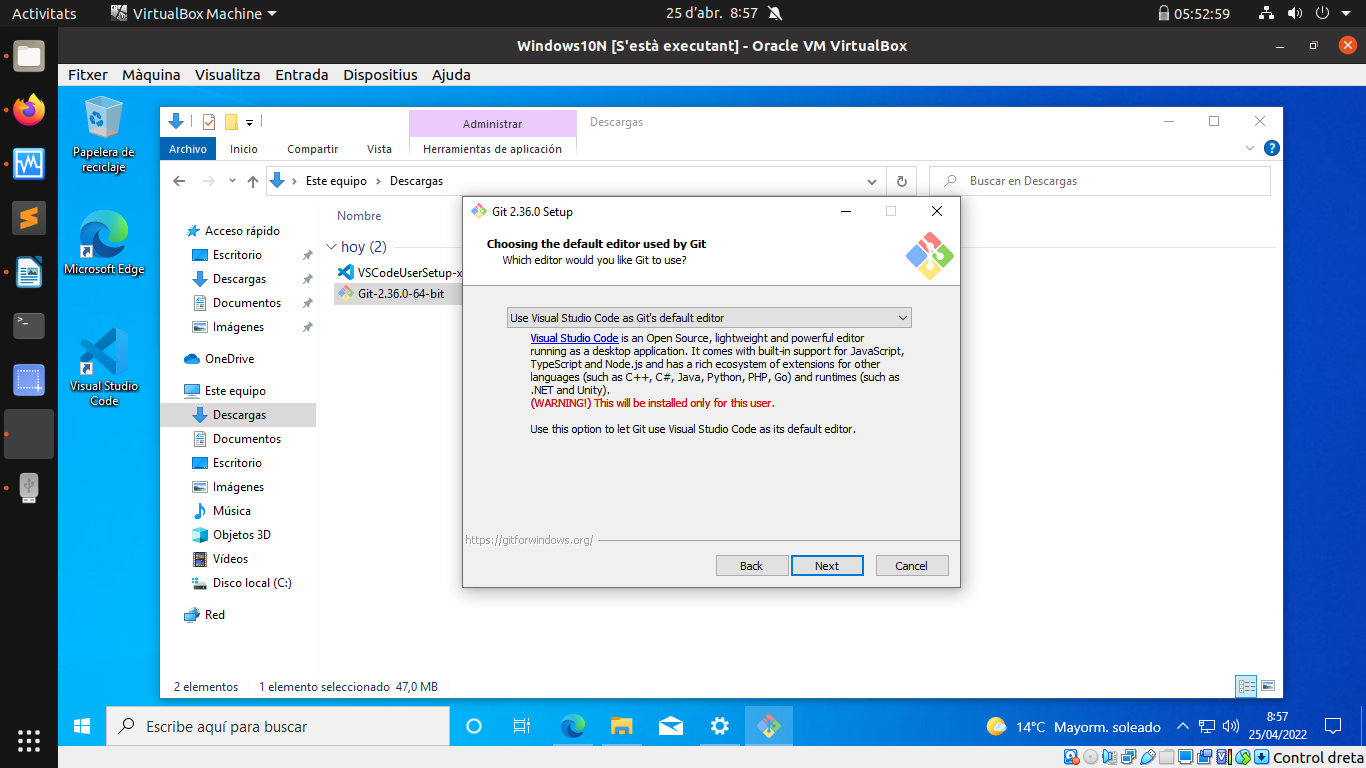 Activitats
VirtualBox Machine
25 d’abr. 8:57
05:52:59
Windows10N [S'està executant] - Oracle VM VirtualBox
Fitxer Màquina Visualitza Entrada Dispositius Ajuda
Papelera de
reciclaje
Microsoft Edge
Visual Studio
Code
Administrar
Descargas
Archivo Inicio Compartir Vista Herramientas de aplicación
Este equipo > Descargas
Buscar en Descargas
Acceso rápido
Escritorio
Descargas
Documentos
Imágenes
OneDrive
Este equipo
Descargas
Documentos
Escritorio
Imágenes
Música
Objetos 3D
Vídeos
Disco local (C:)
Red
Nombre
hoy (2)
VSCodeUserSetup-x
Git-2.36.0-64-bit
2 elementos 1 elemento seleccionado 47,0 MB
Git 2.36.0 Setup
Choosing the default editor used by Git
Which editor would you like Git to use?
Use Visual Studio Code as Git's default editor
Visual Studio Code is an Open Source, lightweight and powerful editor
running as a desktop application. It comes with built-in support for JavaScript,
TypeScript and Node.js and has a rich ecosystem of extensions for other
languages (such as C++, C#, Java, Python, PHP, Go) and runtimes (such as
.NET and Unity).
(WARNING!) This will be installed only for this user.
Use this option to let Git use Visual Studio Code as its default editor.
https://gitforwindows.org/
Back Next Cancel
Escribe aquí para buscar
14°C Mayorm. soleado
8:57
25/04/2022
Control dreta